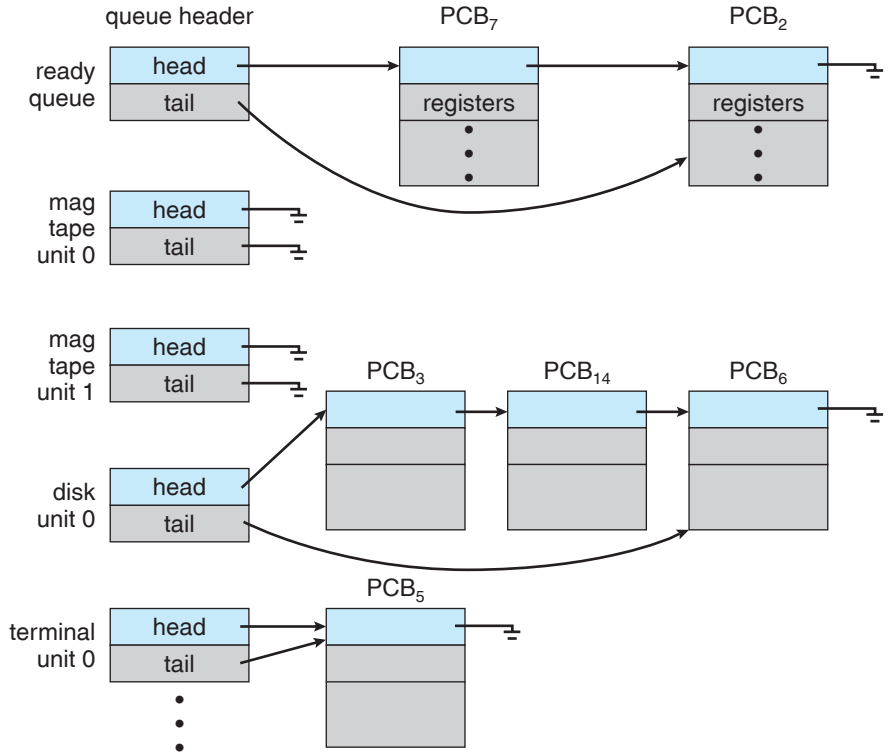 queue header
PCB7
PCB2
ready
queue
head
tail
registers
registers
mag
tape
unit 0
head
tail
mag
tape
unit 1
head
tail
PCB3
PCB14
PCB6
disk
unit 0
head
tail
PCB5
terminal
unit 0
head
tail